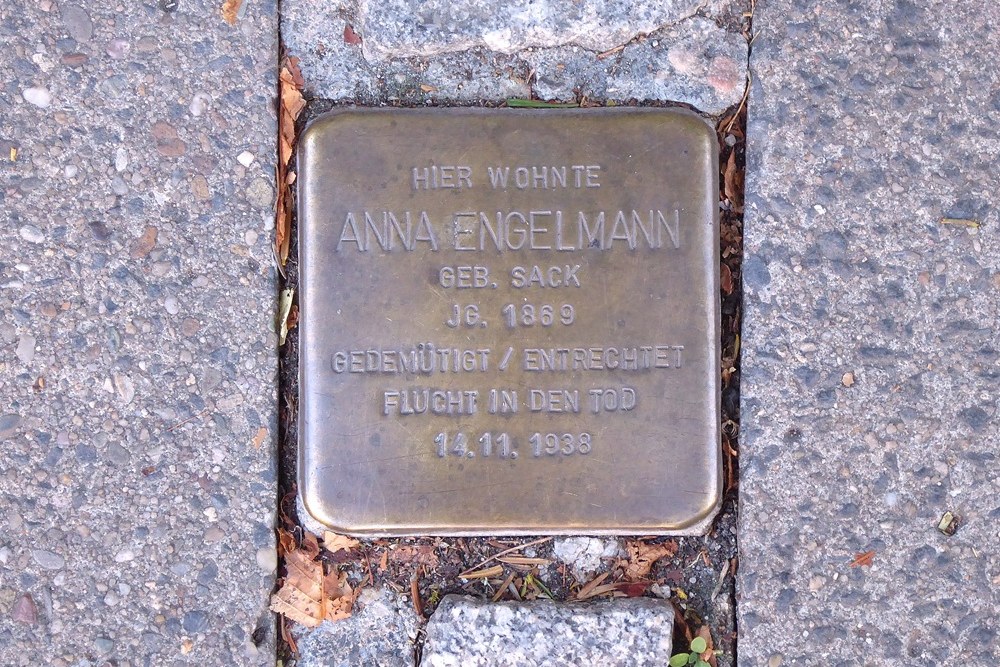 HIER WOHNTE
ANNA ENGELMANN
GEB. SACK
JG. 1869
GEDEMÜTIGT / ENTRECHTET
FLUCHT IN DEN TOD
14.11. 1938